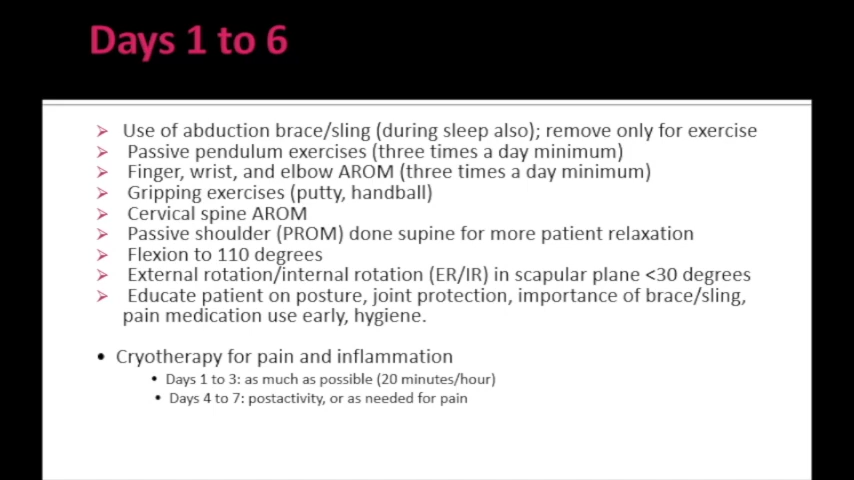 Days 1 to 6
➢ Use of abduction brace/sling (during sleep also); remove only for exercise
➢ Passive pendulum exercises (three times a day minimum)
➢ Finger, wrist, and elbow AROM (three times a day minimum)
➢ Gripping exercises (putty, handball)
➢ Cervical spine AROM
➢ Passive shoulder (PROM) done supine for more patient relaxation
➢ Flexion to 110 degrees
➢ External rotation/internal rotation (ER/IR) in scapular plane <30 degrees
➢ Educate patient on posture, joint protection, importance of brace/sling,
pain medication use early, hygiene.
• Cryotherapy for pain and inflammation
• Days 1 to 3: as much as possible (20 minutes/hour)
• Days 4 to 7: postactivity, or as needed for pain